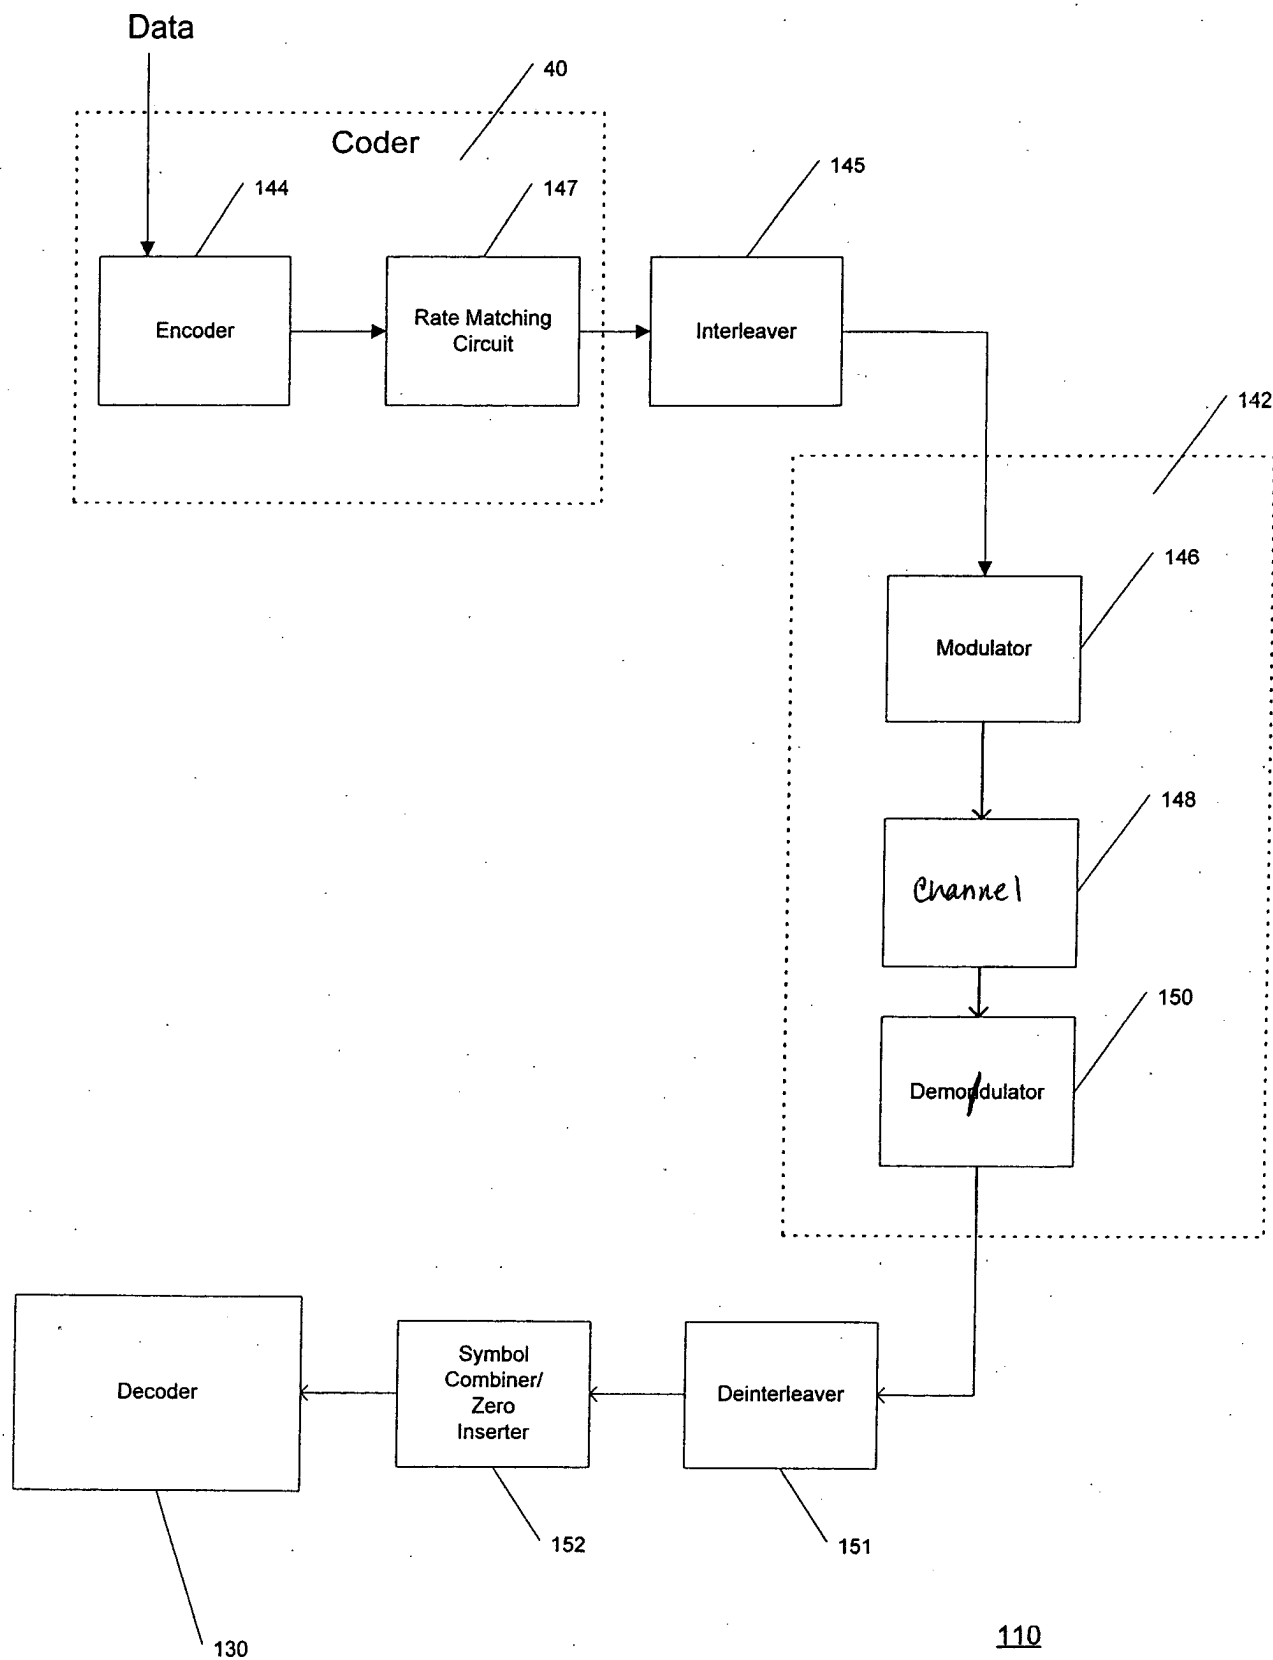 Data
40
Coder
144
147
145
Encoder
Rate Matching
Circuit
Interleaver
142
146
Modulator
148
Channel
150
Demondulator
Decoder
Symbol
Combiner/
Zero
Inserter
Deinterleaver
152
151
130
110